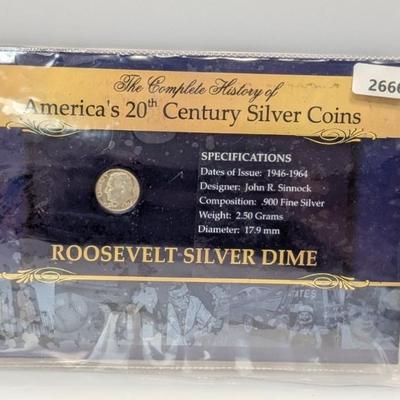 The Complete History of
2666
America's 20th Century Silver Coins
SPECIFICATIONS
Dates of Issue: 1946-1964
Designer: John R. Sinnock
Composition: .900 Fine Silver
Weight: 2.50 Grams
Diameter: 17.9 mm
ROOSEVELT SILVER DIME